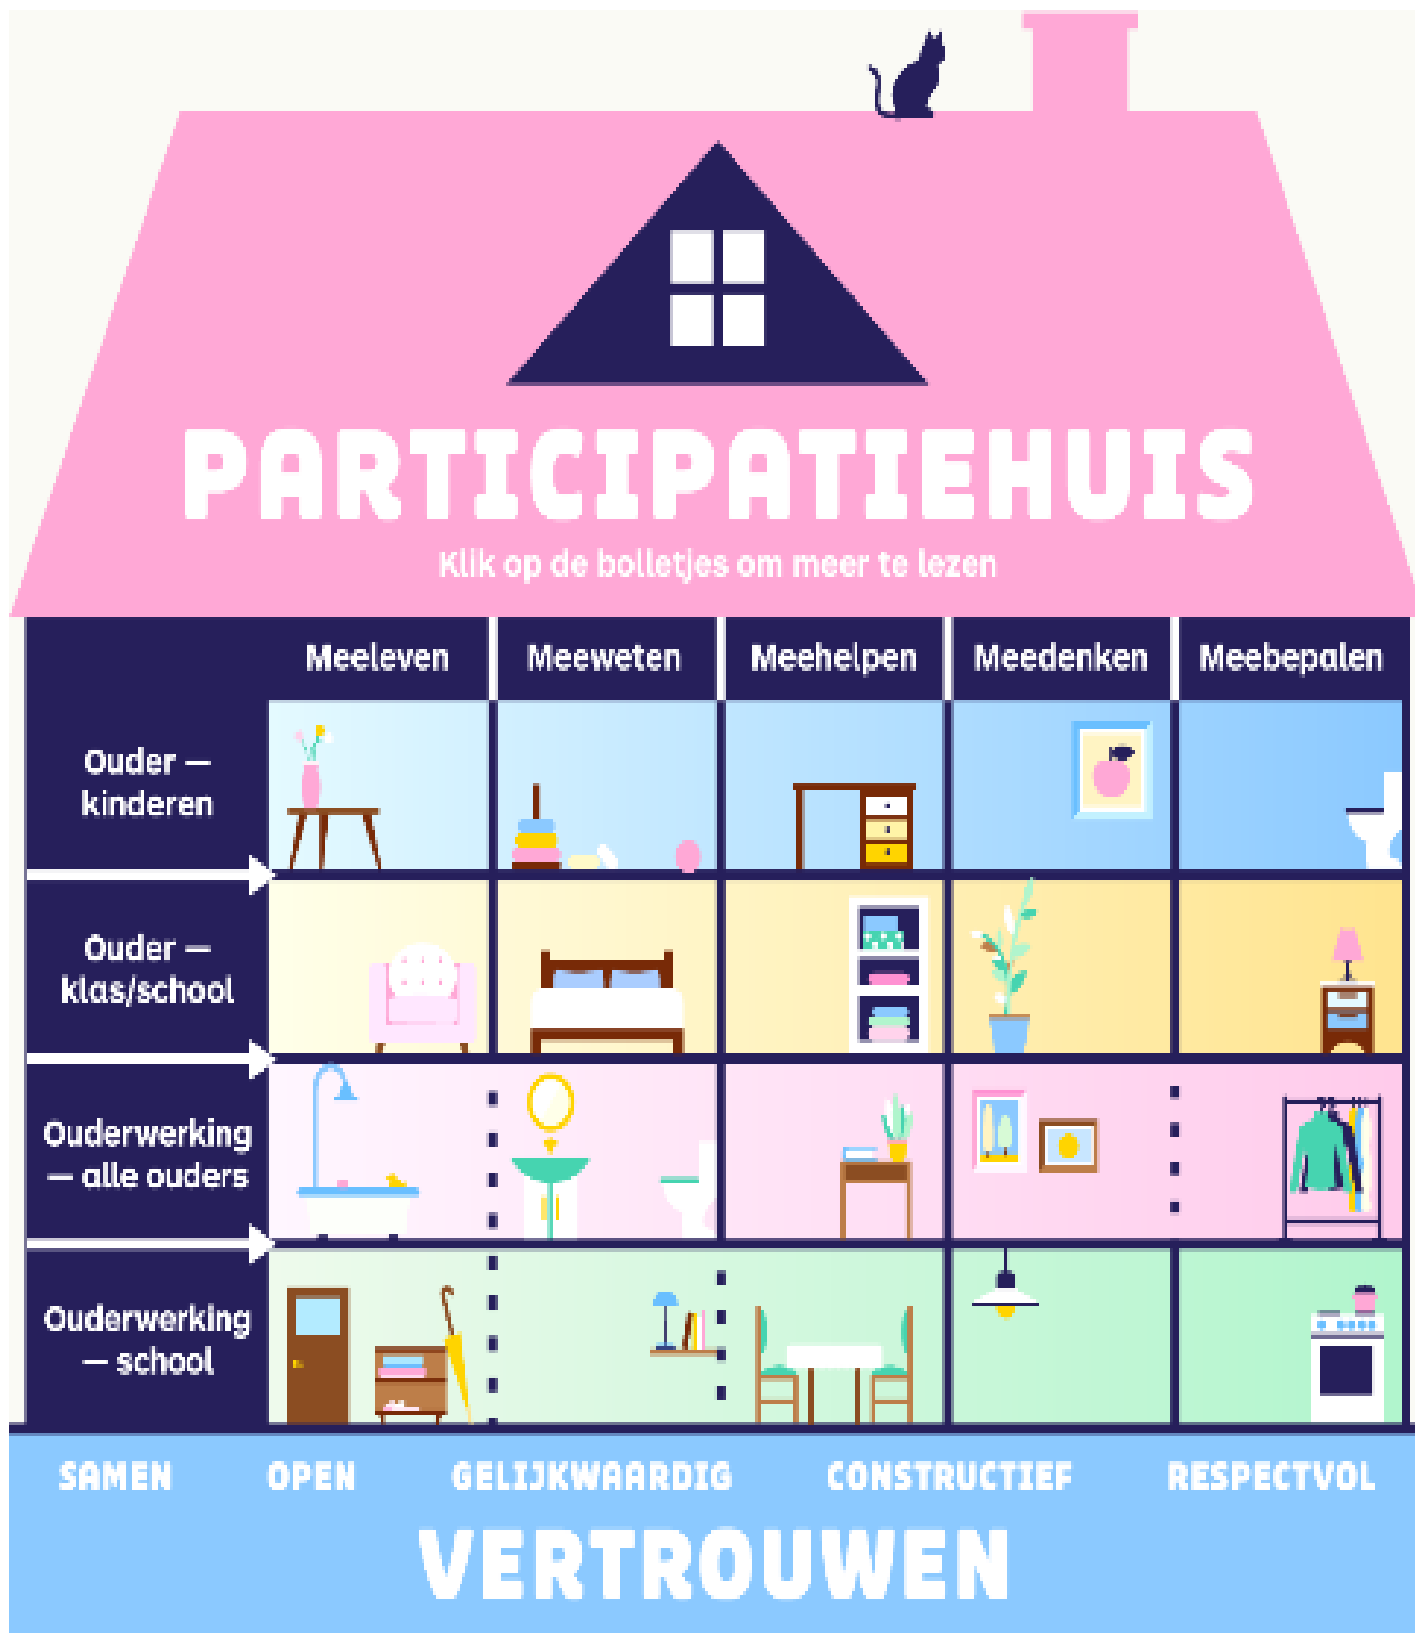 PARTICIPATIEHUIS
Klik op de bolletjes om meer te lezen
Meeleven
Meeweten
Meehelpen
Meedenken
Meebepalen
Ouder —
kinderen
Ouder —
klas/school
Ouderwerking
— alle ouders
Ouderwerking
— school
SAMEN
OPEN
GELIJKWAARDIG
CONSTRUCTIEF
RESPECTVOL
VERTROUWEN